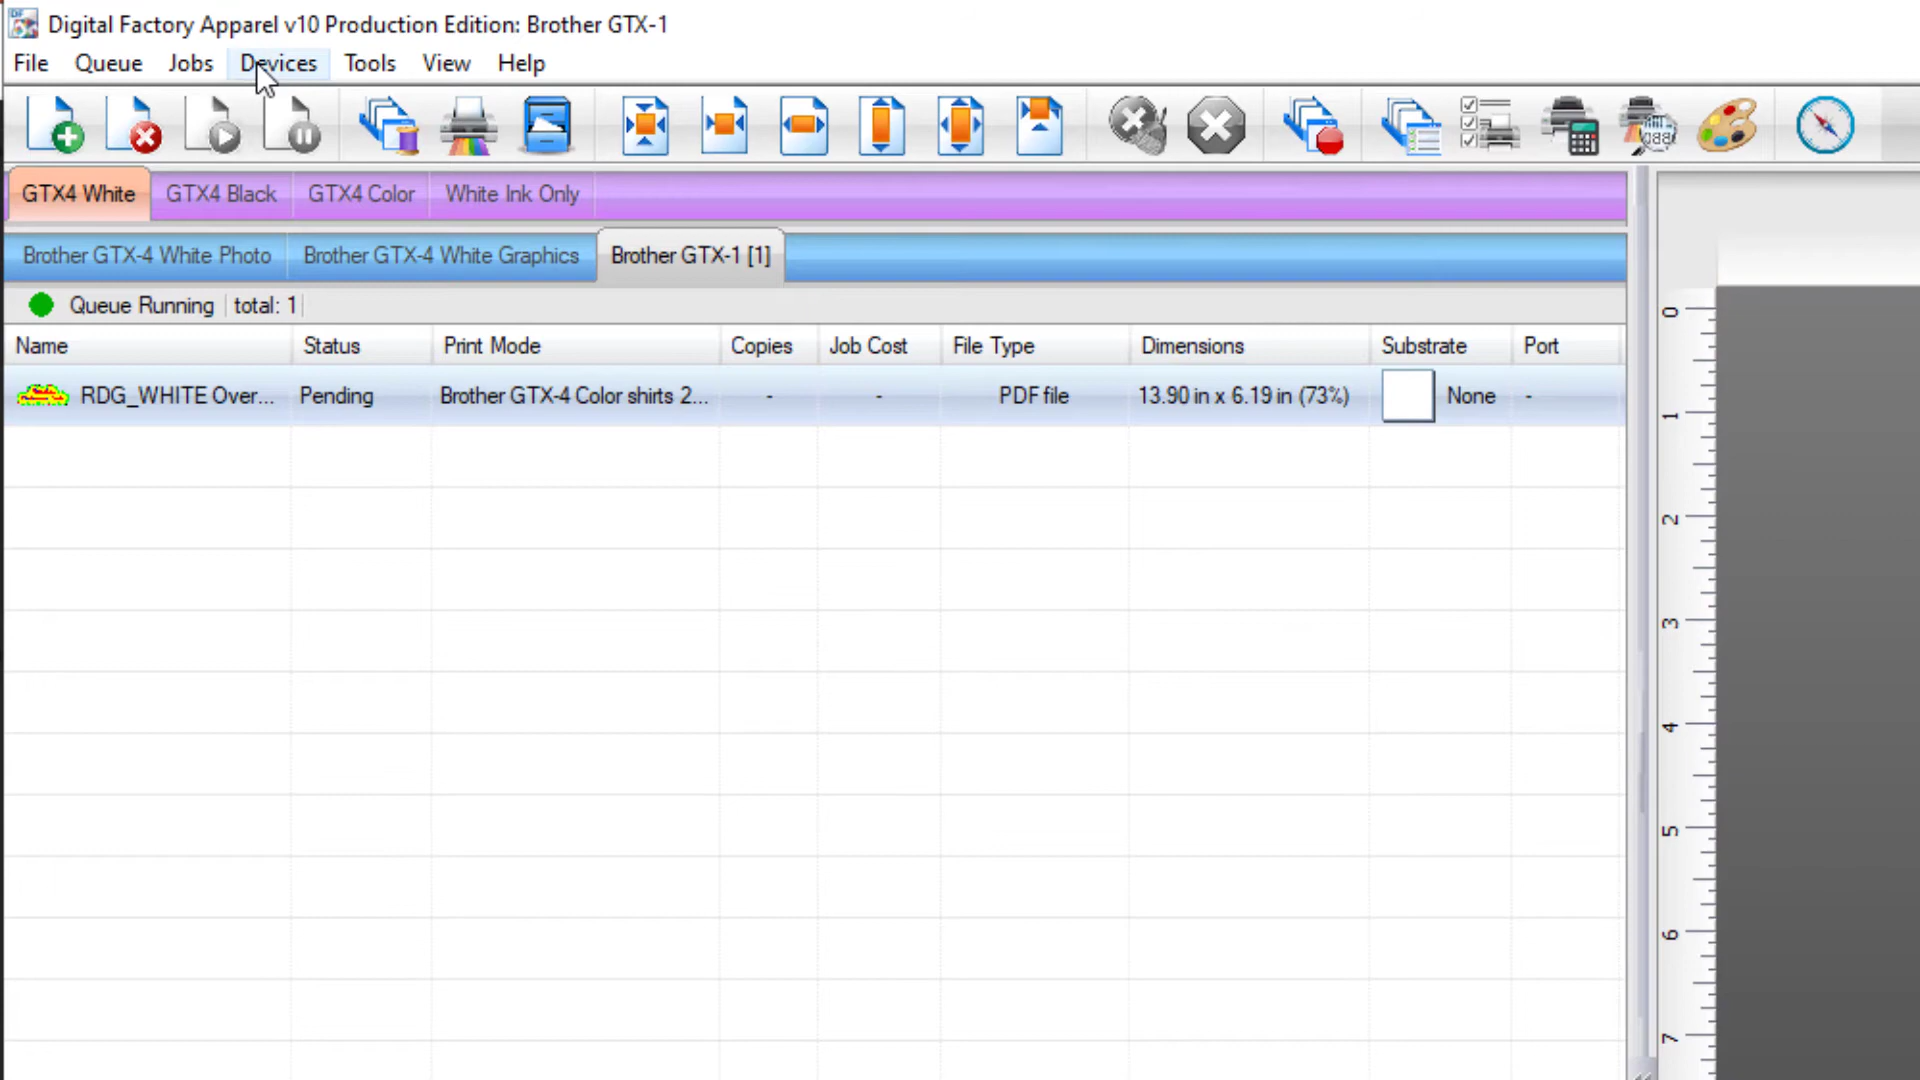 Digital Factory Apparel v10 Production Edition: Brother GTX-1
File Queue Jobs Devices Tools View Help
GTX4 White GTX4 Black GTX4 Color White Ink Only
Brother GTX-4 White Photo Brother GTX-4 White Graphics Brother GTX-1 [1]
Queue Running total: 1
Name Status Print Mode Copies Job Cost File Type Dimensions Substrate Port
RDG_WHITE Over... Pending Brother GTX-4 Color shirts 2... - - PDF file 13.90 in x 6.19 in (73%) None -
0
1
2
3
4
5
6
7